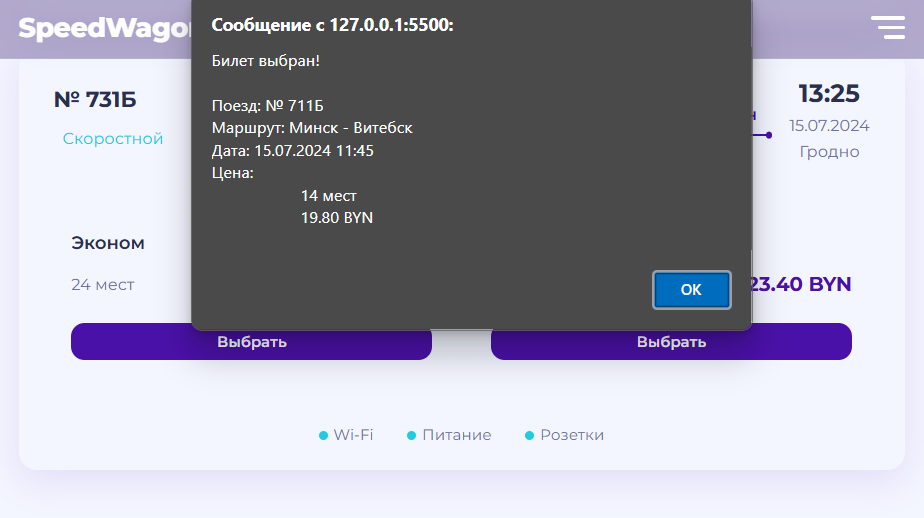 SpeedWagon
Сообщение с 127.0.0.1:5500:
Билет выбран!
Поезд: № 711Б
Маршрут: Минск - Витебск
Дата: 15.07.2024 11:45
Цена:
14 мест
19.80 BYN
OK
№ 731Б
Скоростной
13:25
15.07.2024
Гродно
Эконом
24 мест
23.40 BYN
Выбрать
Выбрать
Wi-Fi
Питание
Розетки